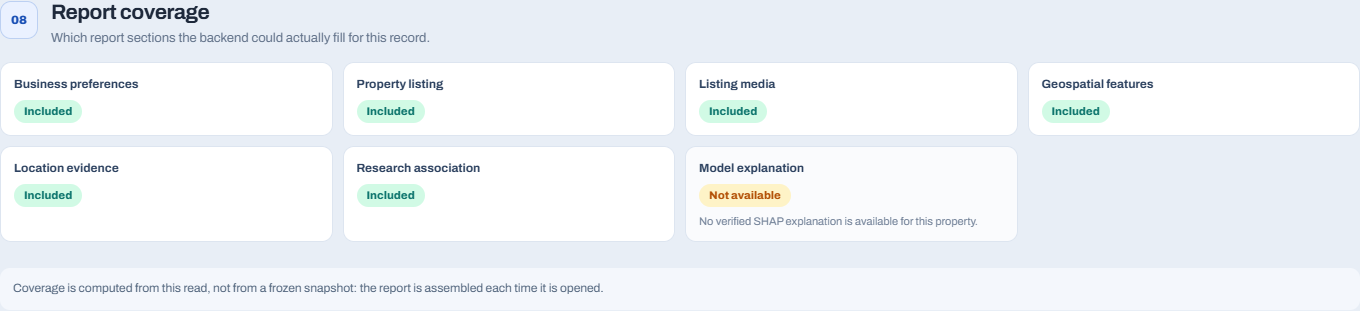 08
Report coverage
Which report sections the backend could actually fill for this record.
Business preferences
Included
Property listing
Included
Listing media
Included
Geospatial features
Included
Location evidence
Included
Research association
Included
Model explanation
Not available
No verified SHAP explanation is available for this property.
Coverage is computed from this read, not from a frozen snapshot: the report is assembled each time it is opened.